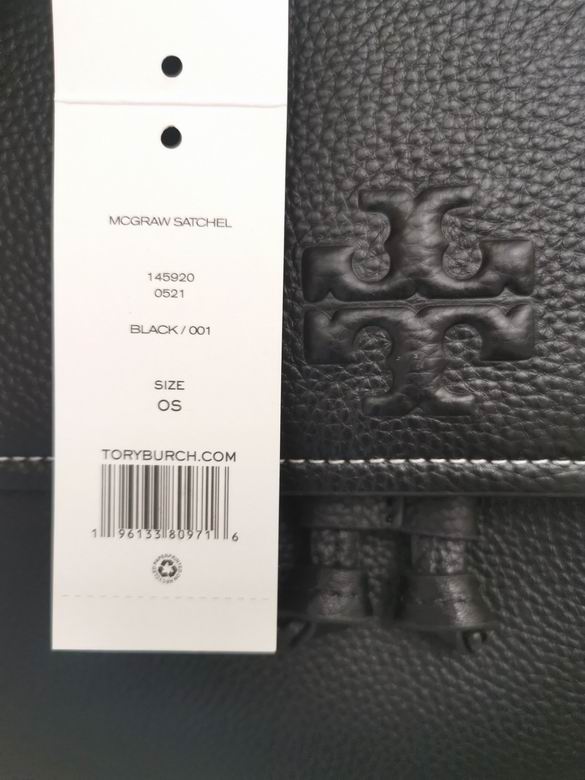 MCGRAW SATCHEL
145920
0521
BLACK / 001
SIZE
OS
TORYBURCH.COM
1 96133 80971 6